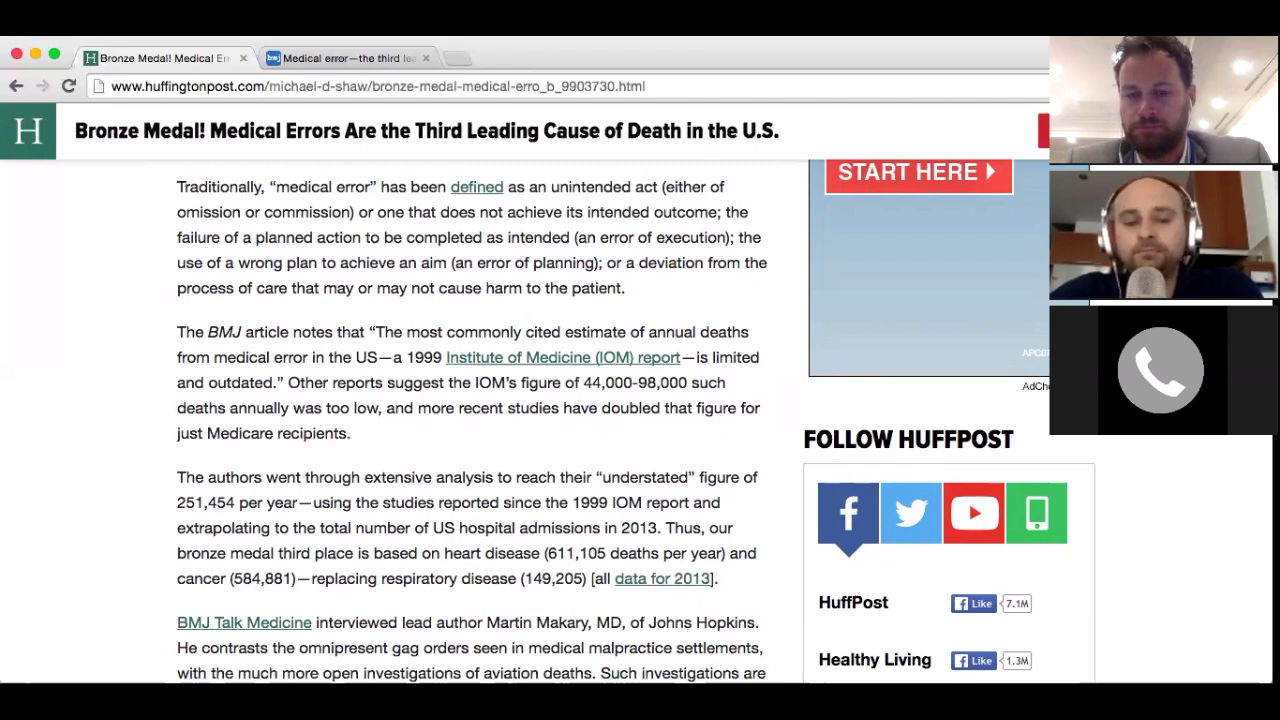 Bronze Medal! Medical Er
Medical error—the third lea
www.huffingtonpost.com/michael-d-shaw/bronze-medal-medical-erro_b_9903730.html
H
Bronze Medal! Medical Errors Are the Third Leading Cause of Death in the U.S.
Traditionally, “medical error” has been defined as an unintended act (either of
omission or commission) or one that does not achieve its intended outcome; the
failure of a planned action to be completed as intended (an error of execution); the
use of a wrong plan to achieve an aim (an error of planning); or a deviation from the
process of care that may or may not cause harm to the patient.
The BMJ article notes that “The most commonly cited estimate of annual deaths
from medical error in the US—a 1999 Institute of Medicine (IOM) report—is limited
and outdated.” Other reports suggest the IOM’s figure of 44,000-98,000 such
deaths annually was too low, and more recent studies have doubled that figure for
just Medicare recipients.
The authors went through extensive analysis to reach their “understated” figure of
251,454 per year—using the studies reported since the 1999 IOM report and
extrapolating to the total number of US hospital admissions in 2013. Thus, our
bronze medal third place is based on heart disease (611,105 deaths per year) and
cancer (584,881)—replacing respiratory disease (149,205) [all data for 2013].
BMJ Talk Medicine interviewed lead author Martin Makary, MD, of Johns Hopkins.
He contrasts the omnipresent gag orders seen in medical malpractice settlements,
with the much more open investigations of aviation deaths. Such investigations are
START HERE
AdCh
FOLLOW HUFFPOST
HuffPost
Like
7.1M
Healthy Living
Like
1.3M